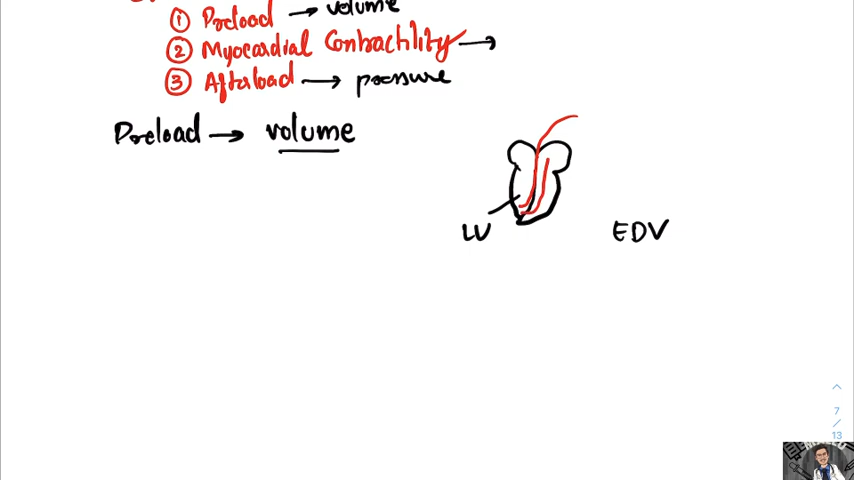 ① Preload → volume
② Myocardial Contractility →
③ Afterload → pressure
Preload → volume
LV
EDV
7
/
13